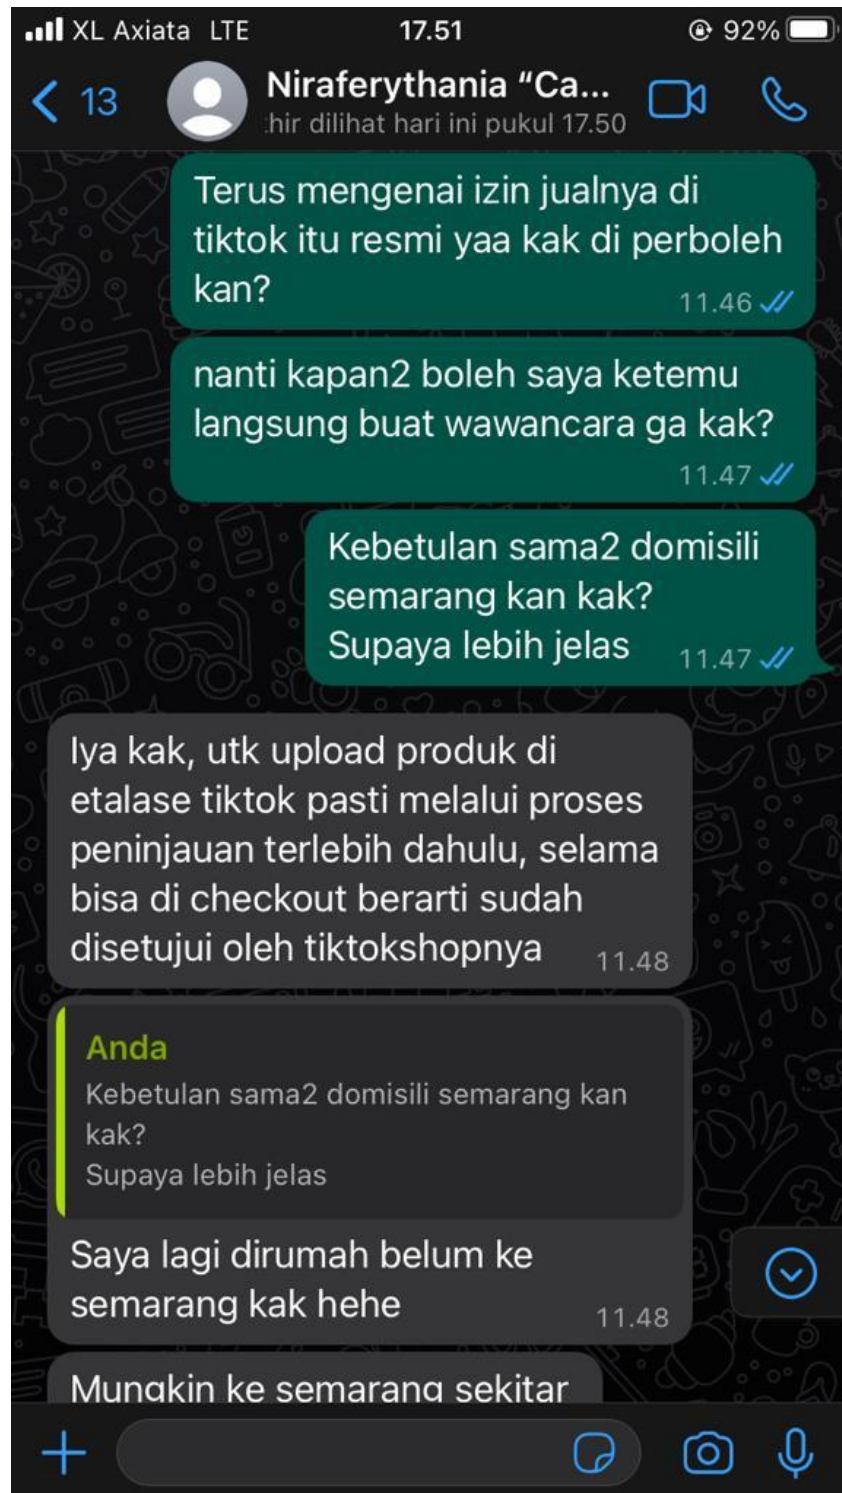 XL Axiata LTE 17.51 92%
13 Niraferythania “Ca...
:hir dilihat hari ini pukul 17.50
Terus mengenai izin jualnya di
tiktok itu resmi yaa kak di perboleh
kan?
11.46
nanti kapan2 boleh saya ketemu
langsung buat wawancara ga kak?
11.47
Kebetulan sama2 domisili
semarang kan kak?
Supaya lebih jelas 11.47
Iya kak, utk upload produk di
etalase tiktok pasti melalui proses
peninjauan terlebih dahulu, selama
bisa di checkout berarti sudah
disetujui oleh tiktokshopnya 11.48
Anda
Kebetulan sama2 domisili semarang kan
kak?
Supaya lebih jelas
Saya lagi dirumah belum ke
semarang kak hehe 11.48
Mungkin ke semarang sekitar